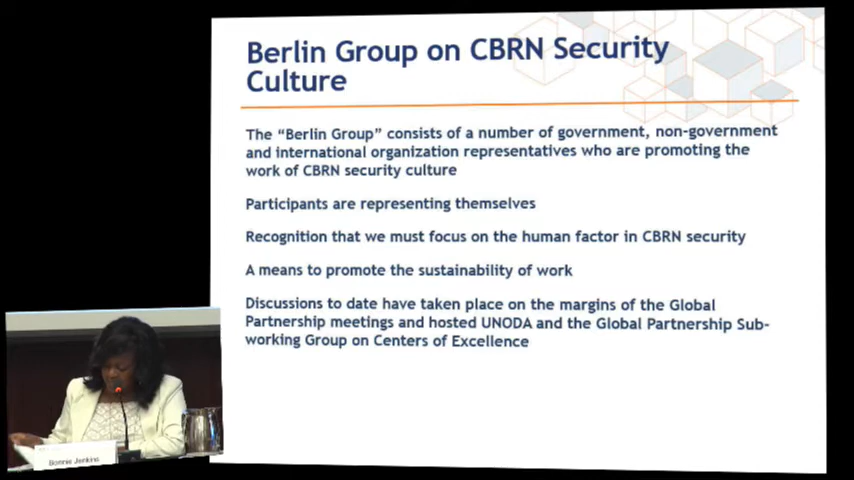 Berlin Group on CBRN Security
Culture
The “Berlin Group” consists of a number of government, non-government
and international organization representatives who are promoting the
work of CBRN security culture
Participants are representing themselves
Recognition that we must focus on the human factor in CBRN security
A means to promote the sustainability of work
Discussions to date have taken place on the margins of the Global
Partnership meetings and hosted UNODA and the Global Partnership Sub-
working Group on Centers of Excellence
Bonnie Jenkins